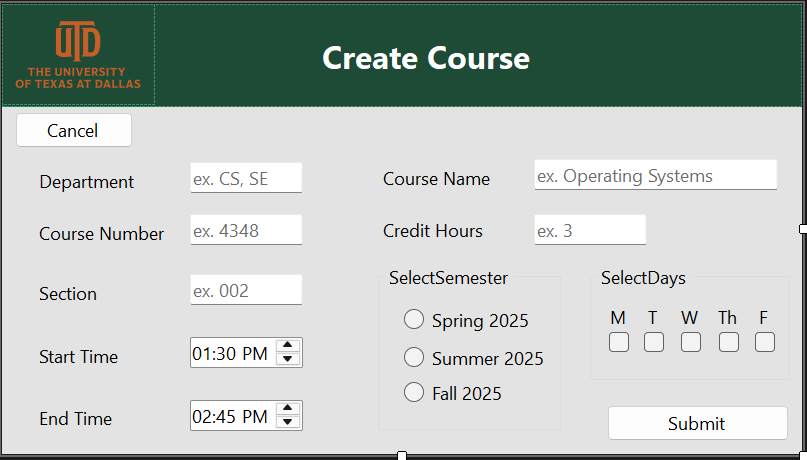 UTD
THE UNIVERSITY
OF TEXAS AT DALLAS
Create Course
Cancel
Department
ex. CS, SE
Course Name
ex. Operating Systems
Course Number
ex. 4348
Credit Hours
ex. 3
Section
ex. 002
SelectSemester
Spring 2025
Summer 2025
Fall 2025
SelectDays
M T W Th F
Start Time
01:30 PM
End Time
02:45 PM
Submit